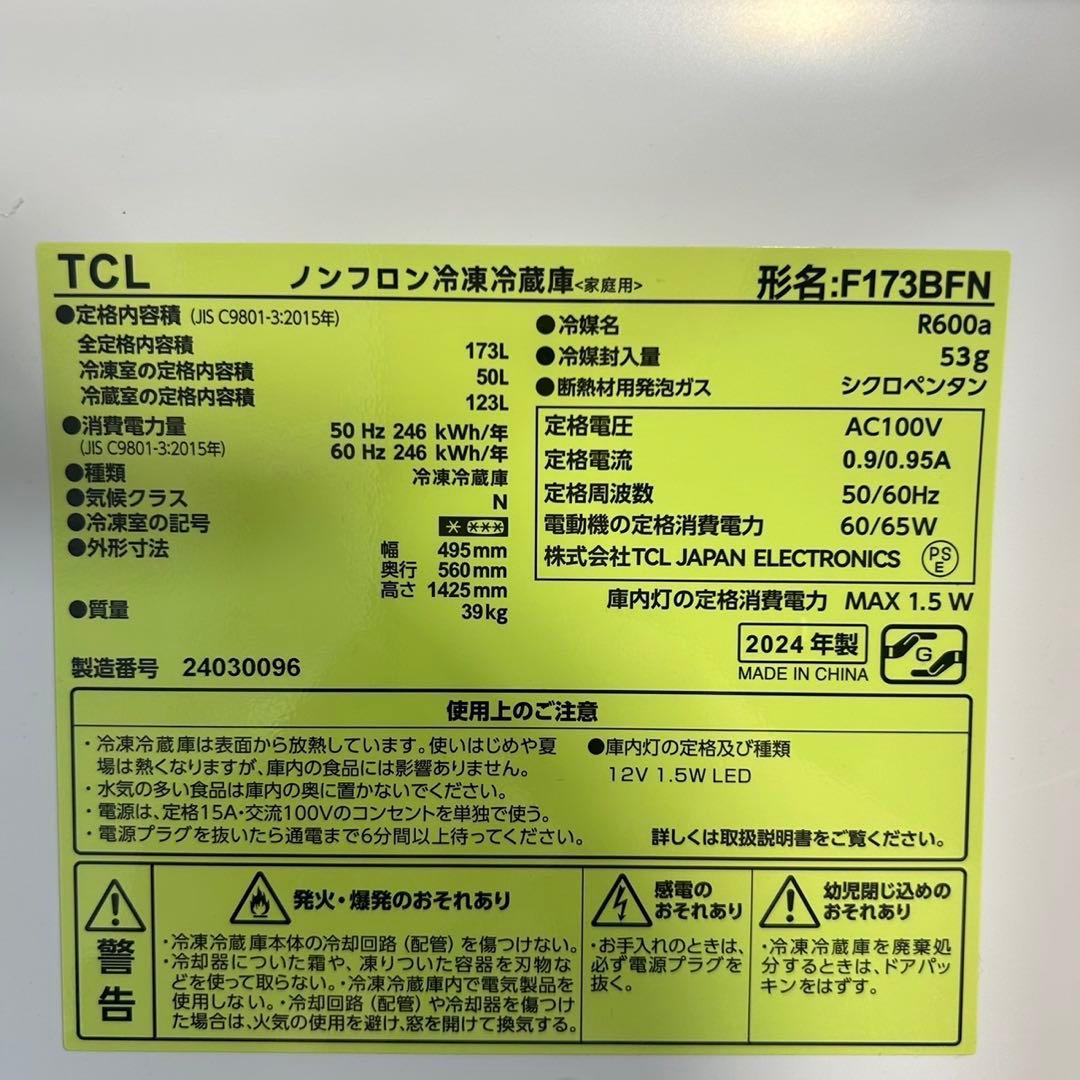 TCL ノンフロン冷凍冷蔵庫<家庭用> 形名:F173BFN
●定格内容積 (JIS C9801-3:2015年)
全定格内容積 173L
冷凍室の定格内容積 50L
冷蔵室の定格内容積 123L
●消費電力量 50 Hz 246 kWh/年
(JIS C9801-3:2015年) 60 Hz 246 kWh/年
●種類 冷凍冷蔵庫
●気候クラス N
●冷凍室の記号
●外形寸法 幅 495mm
奥行 560mm
高さ 1425mm
●質量 39kg
製造番号 24030096
●冷媒名 R600a
●冷媒封入量 53g
●断熱材用発泡ガス シクロペンタン
定格電圧 AC100V
定格電流 0.9/0.95A
定格周波数 50/60Hz
電動機の定格消費電力 60/65W
株式会社TCL JAPAN ELECTRONICS PSE
庫内灯の定格消費電力 MAX 1.5 W
2024 年製
MADE IN CHINA
G
使用上のご注意
・冷凍冷蔵庫は表面から放熱しています。使いはじめや夏
場は熱くなりますが、庫内の食品には影響ありません。
・水気の多い食品は庫内の奥に置かないでください。
・電源は、定格15A・交流100Vのコンセントを単独で使う。
・電源プラグを抜いたら通電まで6分間以上待ってください。
●庫内灯の定格及び種類
12V 1.5W LED
詳しくは取扱説明書をご覧ください。
警告
発火・爆発のおそれあり
・冷凍冷蔵庫本体の冷却回路（配管）を傷つけない。
・冷却器についた霜や、凍りついた容器を刃物な
どを使って取らない。・冷凍冷蔵庫内で電気製品を
使用しない。・冷却回路（配管）や冷却器を傷つけ
た場合は、火気の使用を避け、窓を開けて換気する。
感電の
おそれあり
・お手入れのときは、
必ず電源プラグを
抜く。
幼児閉じ込めの
おそれあり
・冷凍冷蔵庫を廃棄処
分するときは、ドアパッ
キンをはずす。